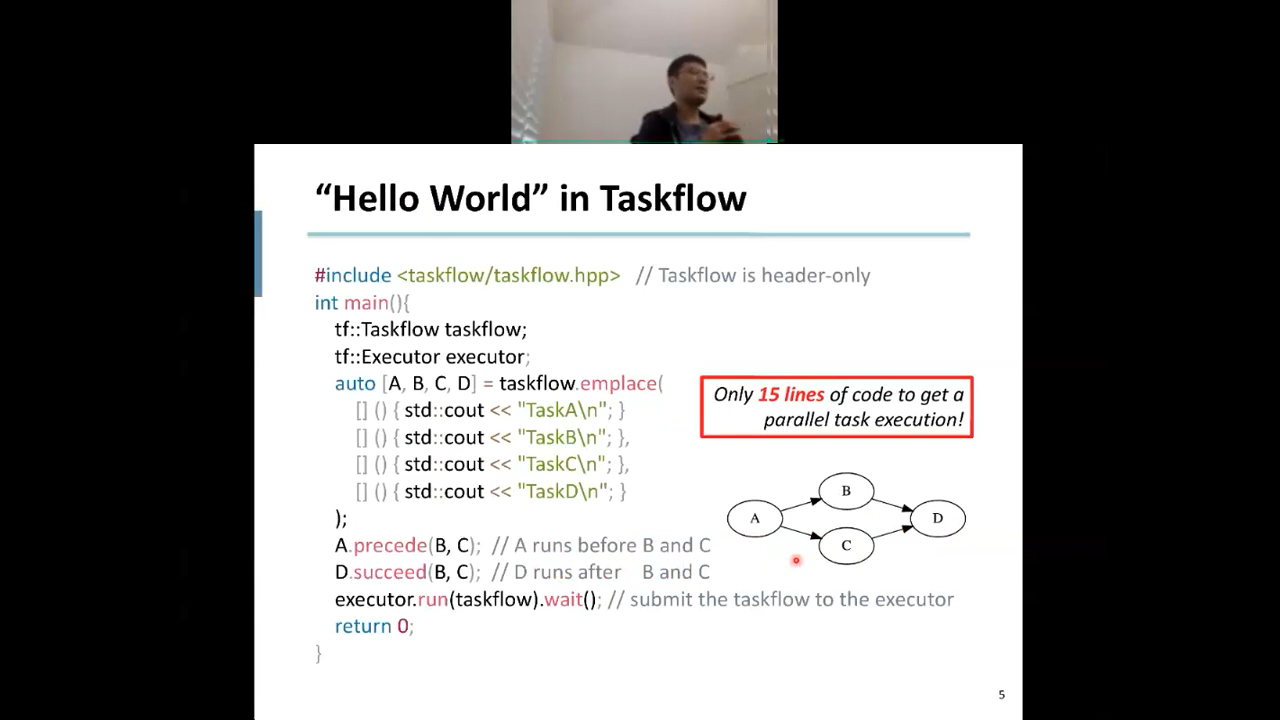 “Hello World” in Taskflow
#include <taskflow/taskflow.hpp> // Taskflow is header-only
int main(){
tf::Taskflow taskflow;
tf::Executor executor;
auto [A, B, C, D] = taskflow.emplace(
[] () { std::cout << "TaskA\n"; }
[] () { std::cout << "TaskB\n"; },
[] () { std::cout << "TaskC\n"; },
[] () { std::cout << "TaskD\n"; }
);
A.precede(B, C); // A runs before B and C
D.succeed(B, C); // D runs after B and C
executor.run(taskflow).wait(); // submit the taskflow to the executor
return 0;
}
Only 15 lines of code to get a
parallel task execution!
A
B
C
D
5